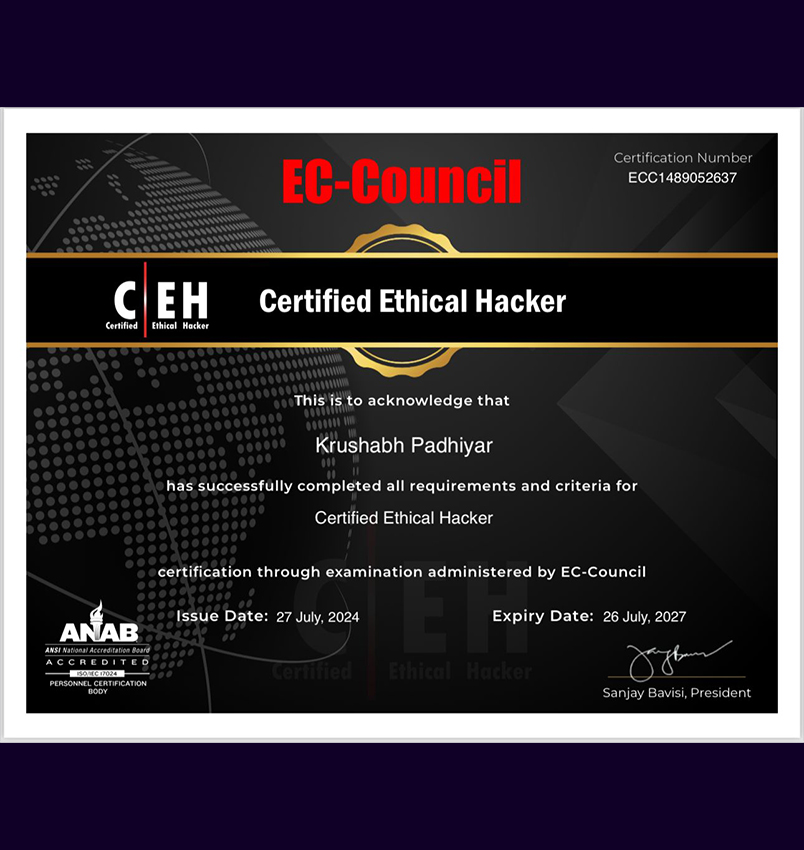 EC-Council
Certification Number
ECC1489052637
C EH
Certified Ethical Hacker
Certified Ethical Hacker
This is to acknowledge that
Krushabh Padhiyar
has successfully completed all requirements and criteria for
Certified Ethical Hacker
certification through examination administered by EC-Council
Issue Date: 27 July, 2024
Expiry Date: 26 July, 2027
C EH
Certified Ethical Hacker
ANAB
ANSI National Accreditation Board
ACCREDITED
ISO/IEC 17024
PERSONNEL CERTIFICATION
BODY
Sanjay Bavisi, President